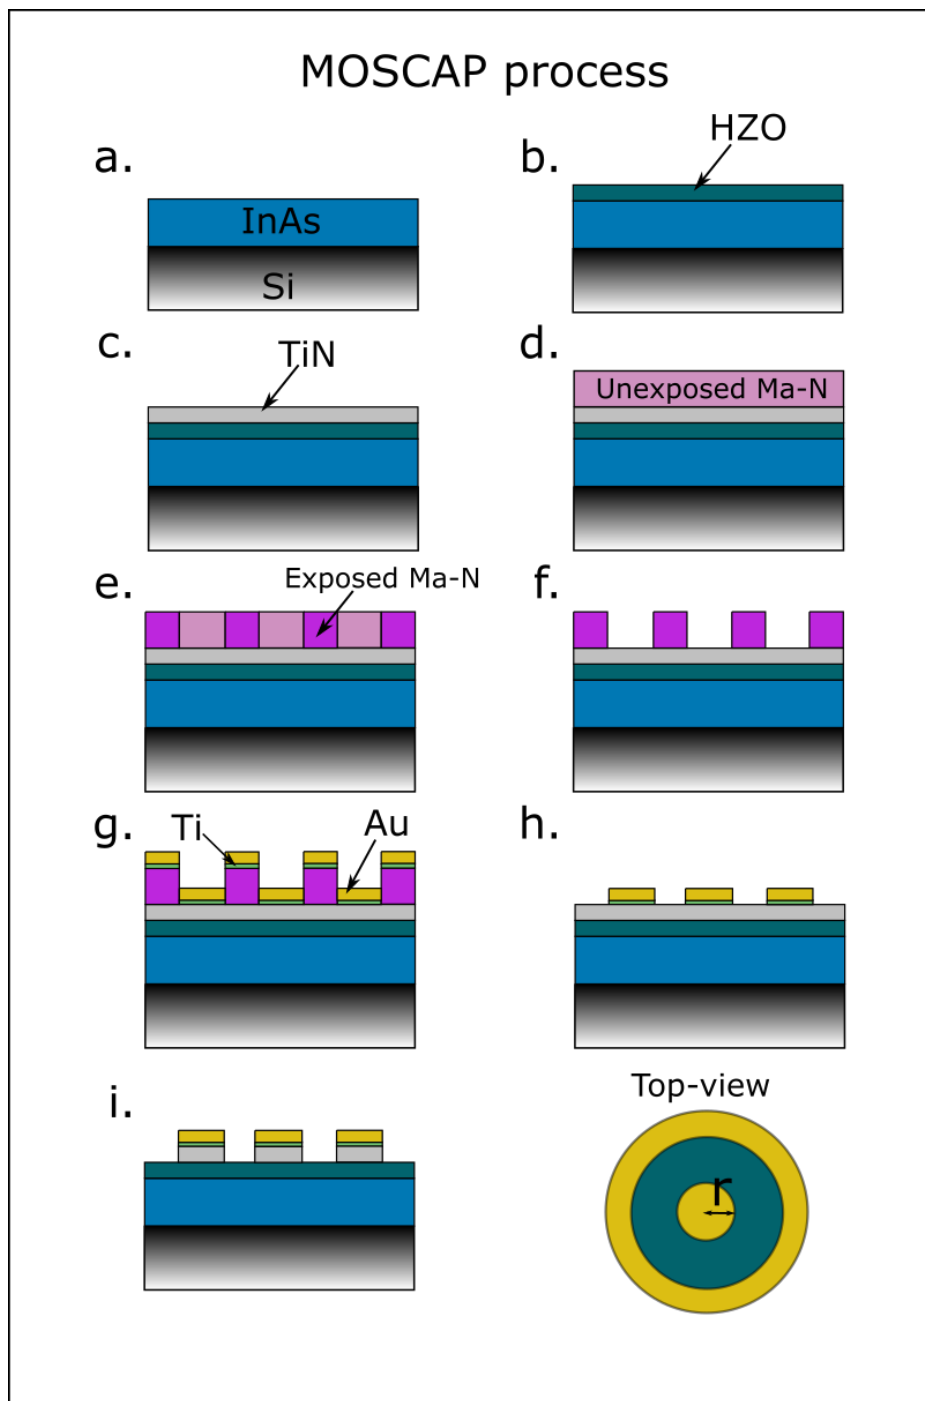 MOSCAP process
a.
InAs
Si
b.
HZO
c.
TiN
d.
Unexposed Ma-N
e.
Exposed Ma-N
f.
g.
Ti
Au
h.
i.
Top-view
r